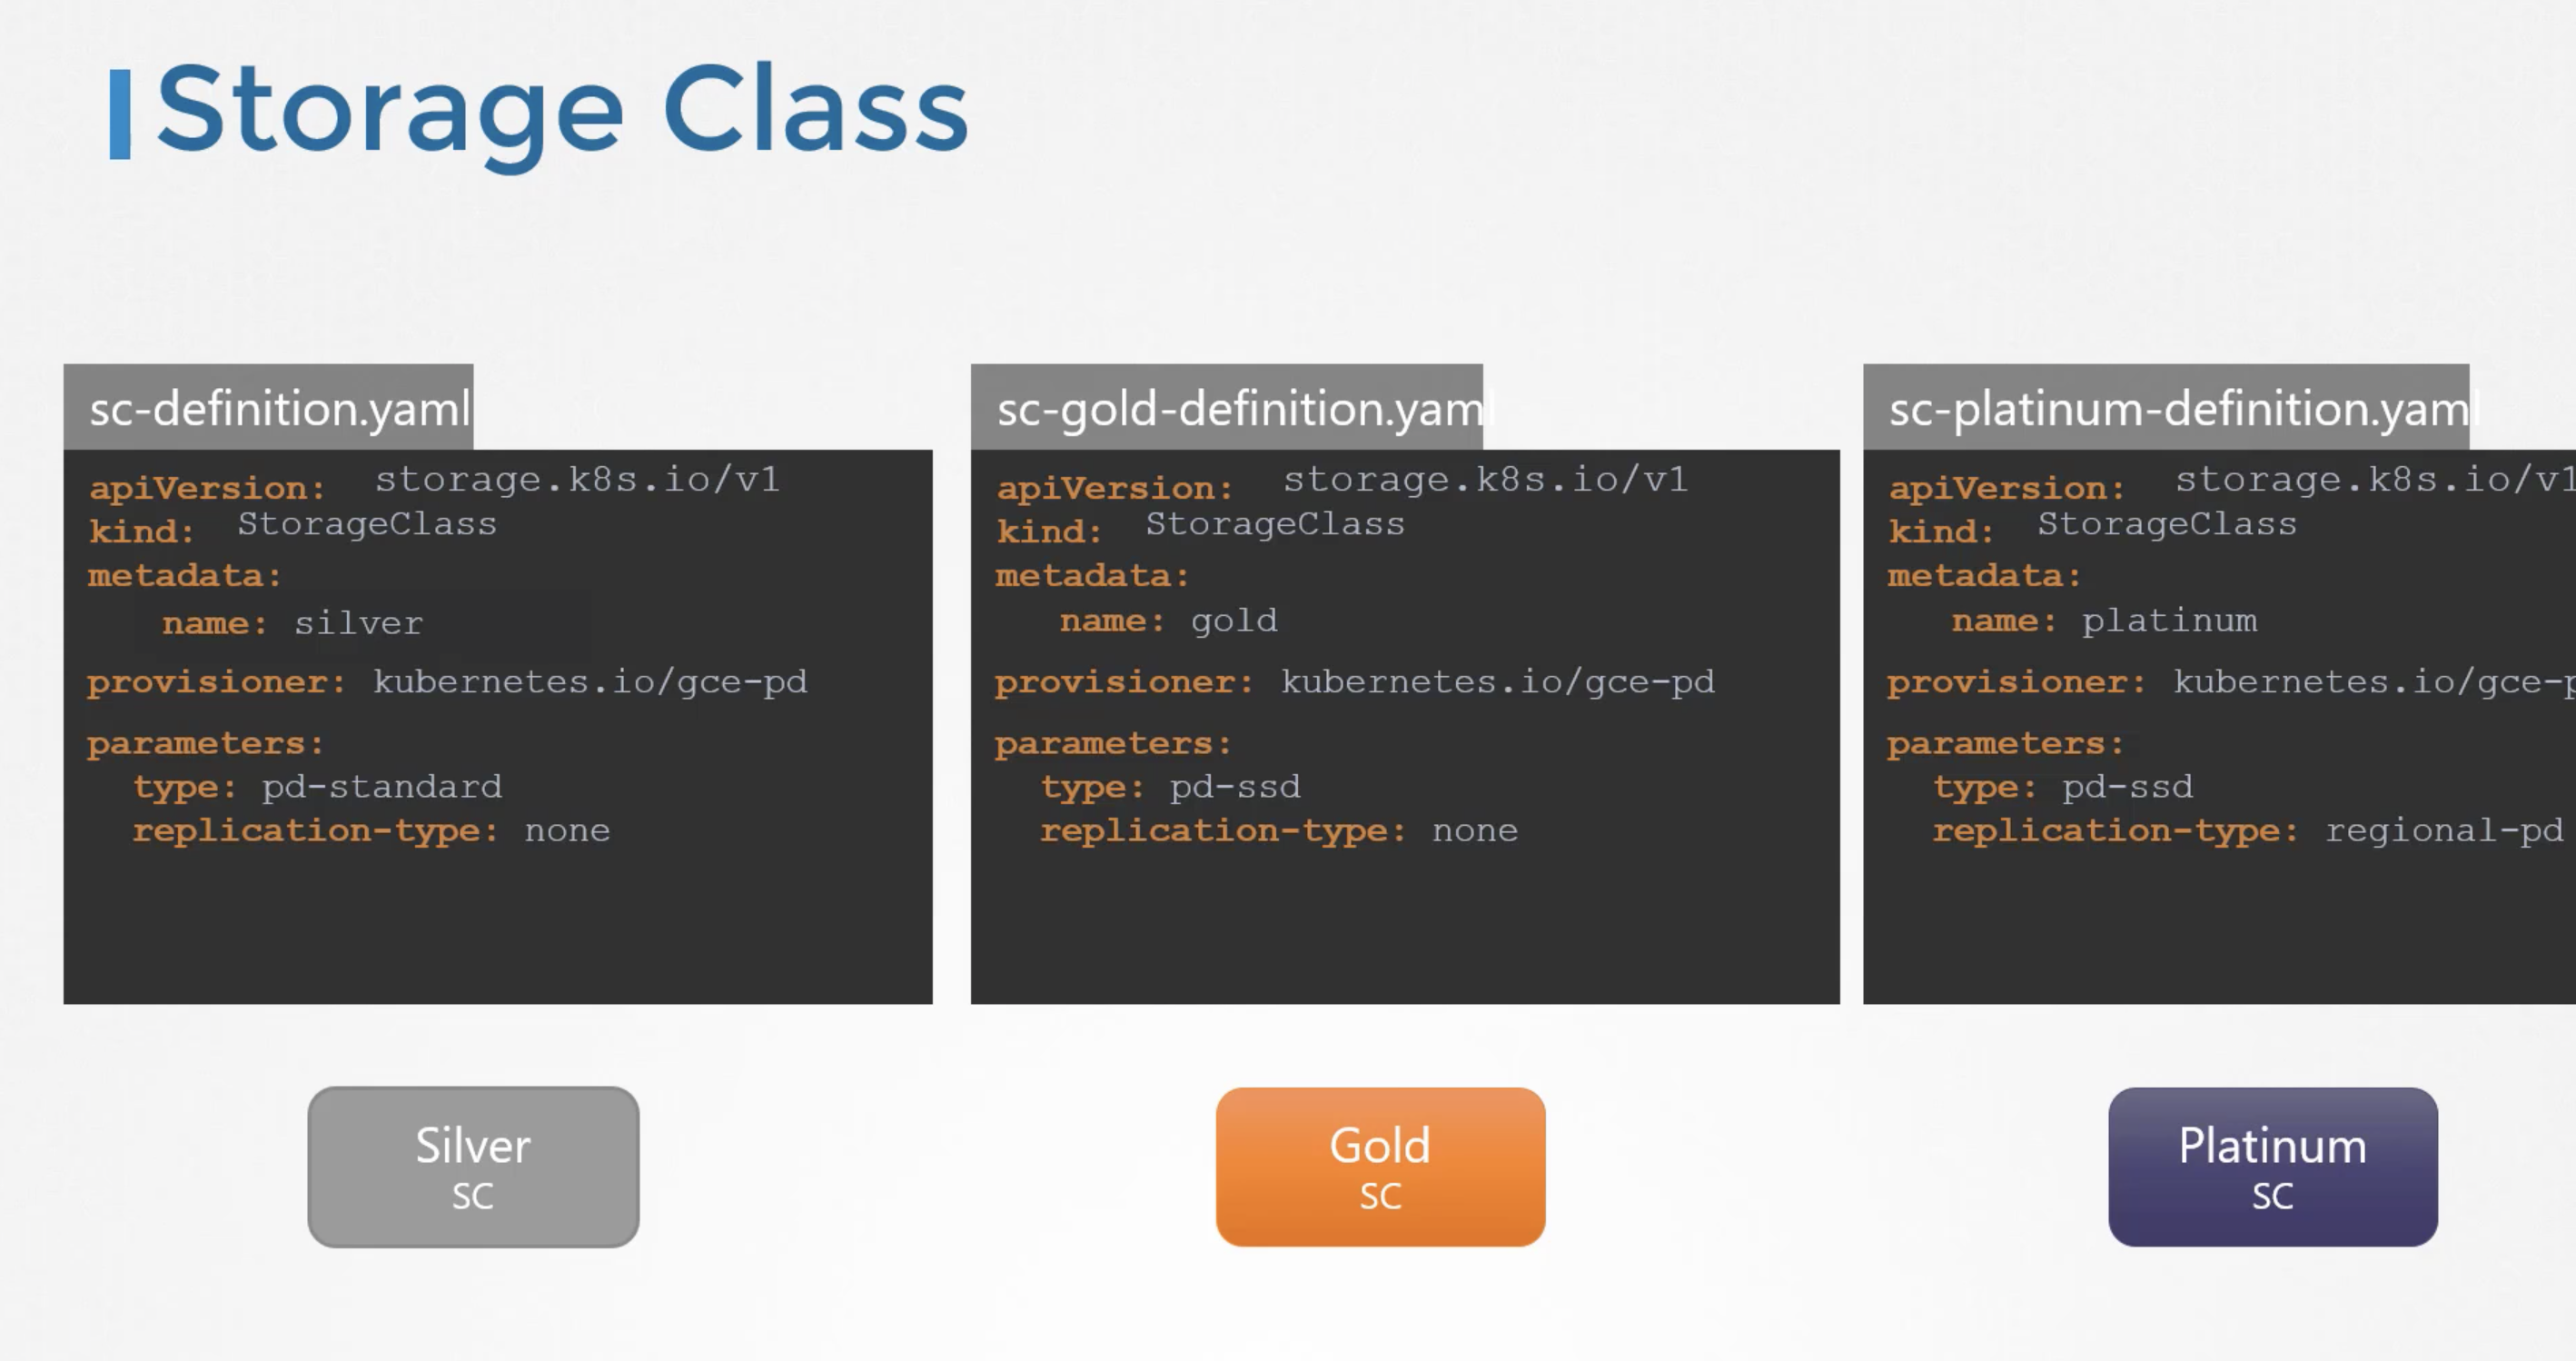 Storage Class
sc-definition.yaml
apiVersion: storage.k8s.io/v1
kind: StorageClass
metadata:
name: silver
provisioner: kubernetes.io/gce-pd
parameters:
type: pd-standard
replication-type: none
Silver
SC
sc-gold-definition.yaml
apiVersion: storage.k8s.io/v1
kind: StorageClass
metadata:
name: gold
provisioner: kubernetes.io/gce-pd
parameters:
type: pd-ssd
replication-type: none
Gold
SC
sc-platinum-definition.yaml
apiVersion: storage.k8s.io/v1
kind: StorageClass
metadata:
name: platinum
provisioner: kubernetes.io/gce-p
parameters:
type: pd-ssd
replication-type: regional-pd
Platinum
SC